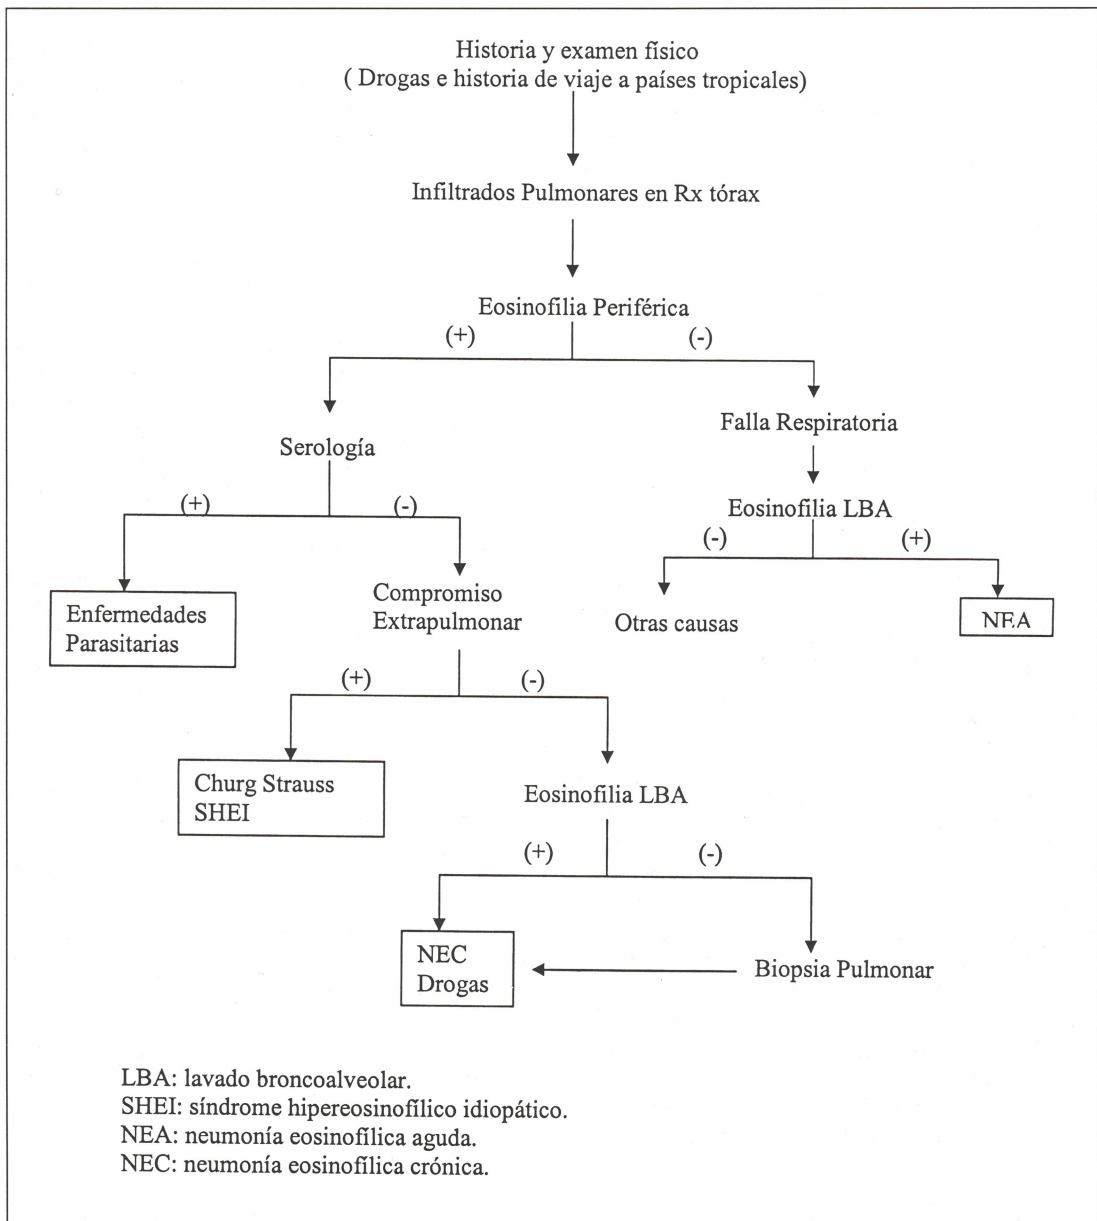 Historia y examen físico
( Drogas e historia de viaje a países tropicales)
Infiltrados Pulmonares en Rx tórax
Eosinofilia Periférica
(+)
(-)
Serología
Falla Respiratoria
(+)
(-)
Eosinofilia LBA
(-)
(+)
Enfermedades
Parasitarias
Compromiso
Extrapulmonar
Otras causas
NEA
(+)
(-)
Churg Strauss
SHEI
Eosinofilia LBA
(+)
(-)
NEC
Drogas
Biopsia Pulmonar
LBA: lavado broncoalveolar.
SHEI: síndrome hipereosinofílico idiopático.
NEA: neumonía eosinofílica aguda.
NEC: neumonía eosinofílica crónica.